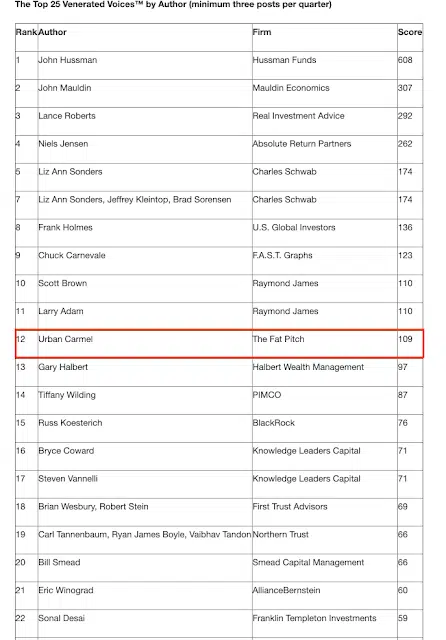 The Top 25 Venerated Voices™ by Author (minimum three posts per quarter)
Rank Author Firm Score
1 John Hussman Hussman Funds 608
2 John Mauldin Mauldin Economics 307
3 Lance Roberts Real Investment Advice 292
4 Niels Jensen Absolute Return Partners 262
5 Liz Ann Sonders Charles Schwab 174
7 Liz Ann Sonders, Jeffrey Kleintop, Brad Sorensen Charles Schwab 174
8 Frank Holmes U.S. Global Investors 136
9 Chuck Carnevale F.A.S.T. Graphs 123
10 Scott Brown Raymond James 110
11 Larry Adam Raymond James 110
12 Urban Carmel The Fat Pitch 109
13 Gary Halbert Halbert Wealth Management 97
14 Tiffany Wilding PIMCO 87
15 Russ Koesterich BlackRock 76
16 Bryce Coward Knowledge Leaders Capital 71
17 Steven Vannelli Knowledge Leaders Capital 71
18 Brian Wesbury, Robert Stein First Trust Advisors 69
19 Carl Tannenbaum, Ryan James Boyle, Vaibhav Tandon Northern Trust 66
20 Bill Smead Smead Capital Management 66
21 Eric Winograd AllianceBernstein 60
22 Sonal Desai Franklin Templeton Investments 59